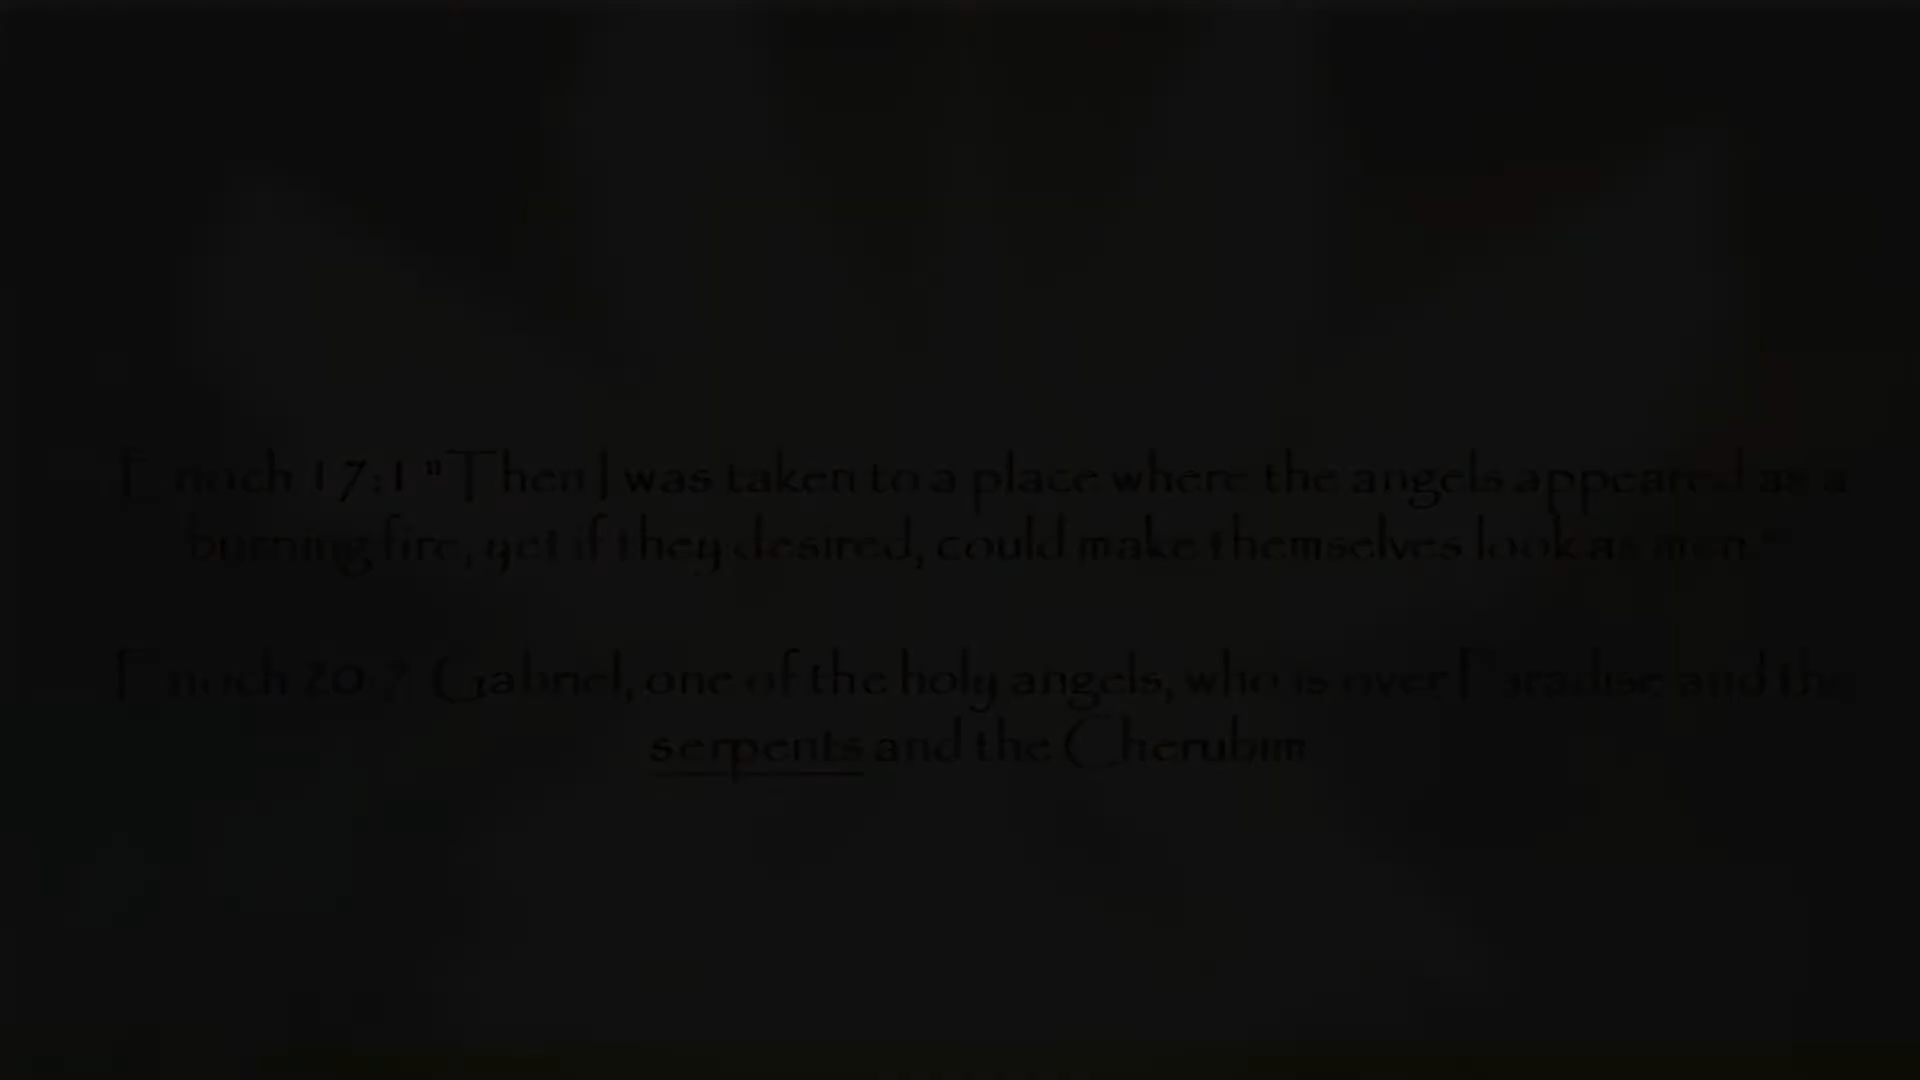 Enoch 17:1 "Then I was taken to a place where the angels appeared as a
burning fire, yet if they desired, could make themselves look as men."
Enoch 20:7 Gabriel, one of the holy angels, who is over Paradise and the
serpents and the Cherubim